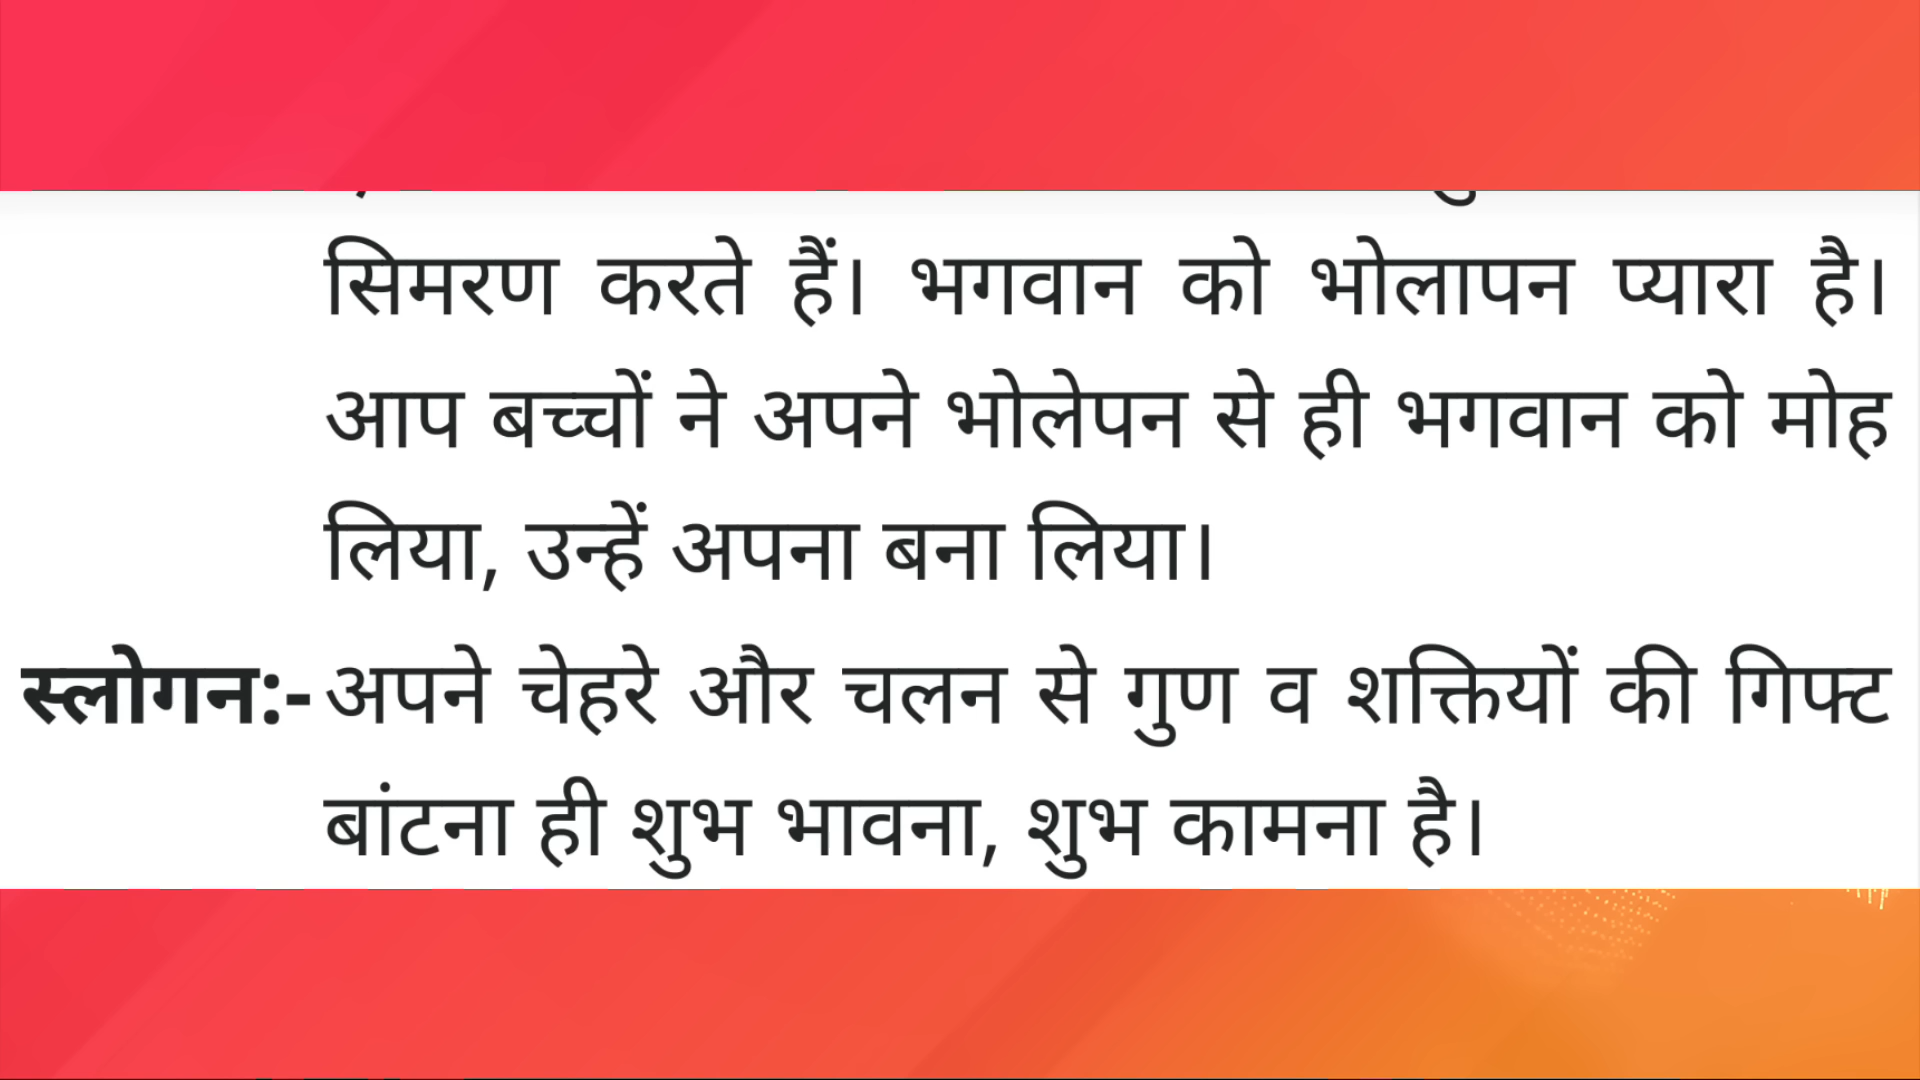 सिमरण करते हैं। भगवान को भोलापन प्यारा है।
आप बच्चों ने अपने भोलेपन से ही भगवान को मोह
लिया, उन्हें अपना बना लिया।
स्लोगन:- अपने चेहरे और चलन से गुण व शक्तियों की गिफ्ट
बांटना ही शुभ भावना, शुभ कामना है।